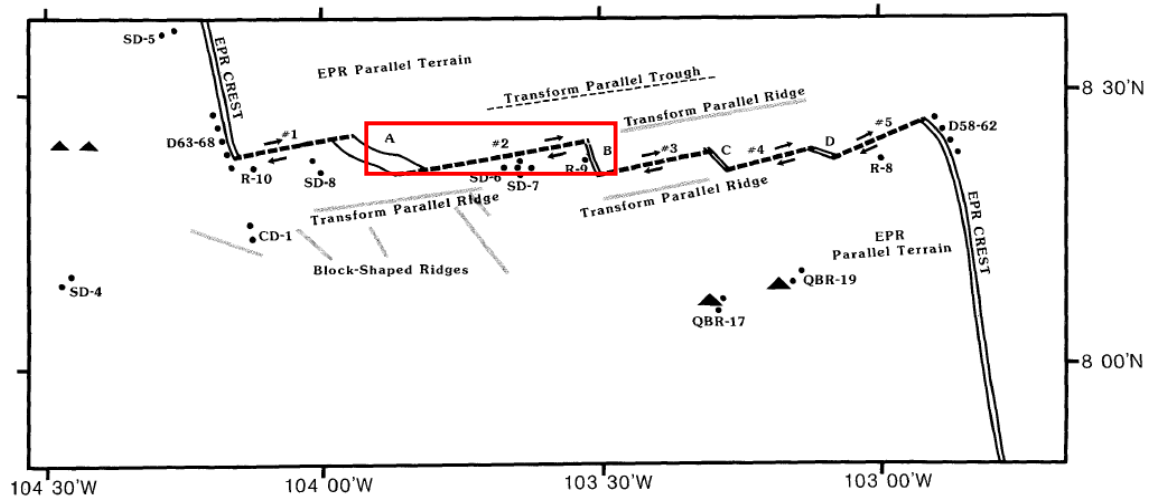 SD-5
EPR CREST
EPR Parallel Terrain
Transform Parallel Trough
Transform Parallel Ridge
8 30'N
D63-68
#1
A
#2
B
#3
C
#4
D
#5
D58-62
R-10
SD-8
SD-6
SD-7
R-9
R-8
Transform Parallel Ridge
Transform Parallel Ridge
CD-1
Block-Shaped Ridges
EPR
Parallel Terrain
EPR CREST
SD-4
QBR-19
QBR-17
8 00'N
104 30'W
104 00'W
103 30'W
103 00'W